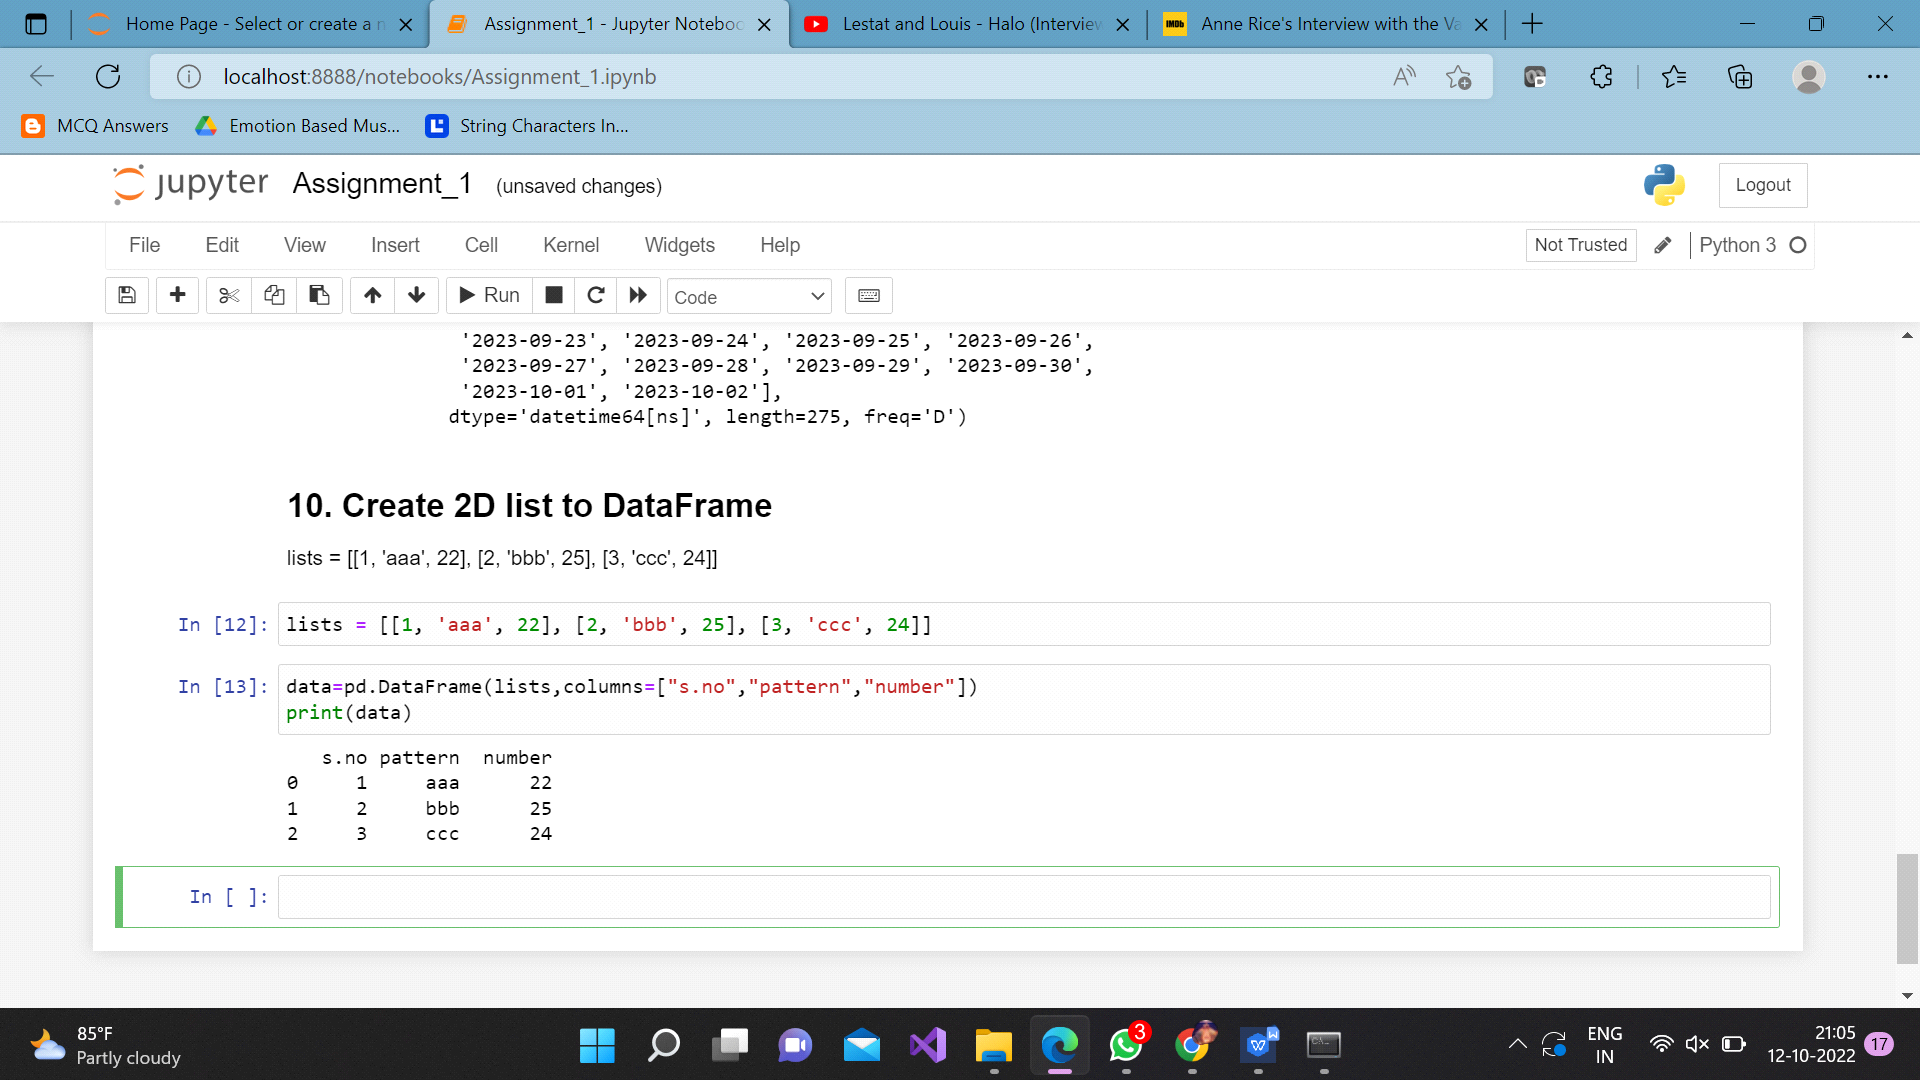 Home Page - Select or create a n
Assignment_1 - Jupyter Noteboo
Lestat and Louis - Halo (Interview
IMDb
Anne Rice's Interview with the Va
localhost:8888/notebooks/Assignment_1.ipynb
MCQ Answers
Emotion Based Mus...
String Characters In...
jupyter
Assignment_1 (unsaved changes)
Logout
File Edit View Insert Cell Kernel Widgets Help
Not Trusted
Python 3
Run
Code
'2023-09-23', '2023-09-24', '2023-09-25', '2023-09-26',
'2023-09-27', '2023-09-28', '2023-09-29', '2023-09-30',
'2023-10-01', '2023-10-02'],
dtype='datetime64[ns]', length=275, freq='D')
10. Create 2D list to DataFrame
lists = [[1, 'aaa', 22], [2, 'bbb', 25], [3, 'ccc', 24]]
In [12]: lists = [[1, 'aaa', 22], [2, 'bbb', 25], [3, 'ccc', 24]]
In [13]: data=pd.DataFrame(lists,columns=["s.no","pattern","number"])
print(data)
s.no pattern number
0 1 aaa 22
1 2 bbb 25
2 3 ccc 24
In [ ]:
85°F
Partly cloudy
3
ENG
IN
21:05
12-10-2022
17